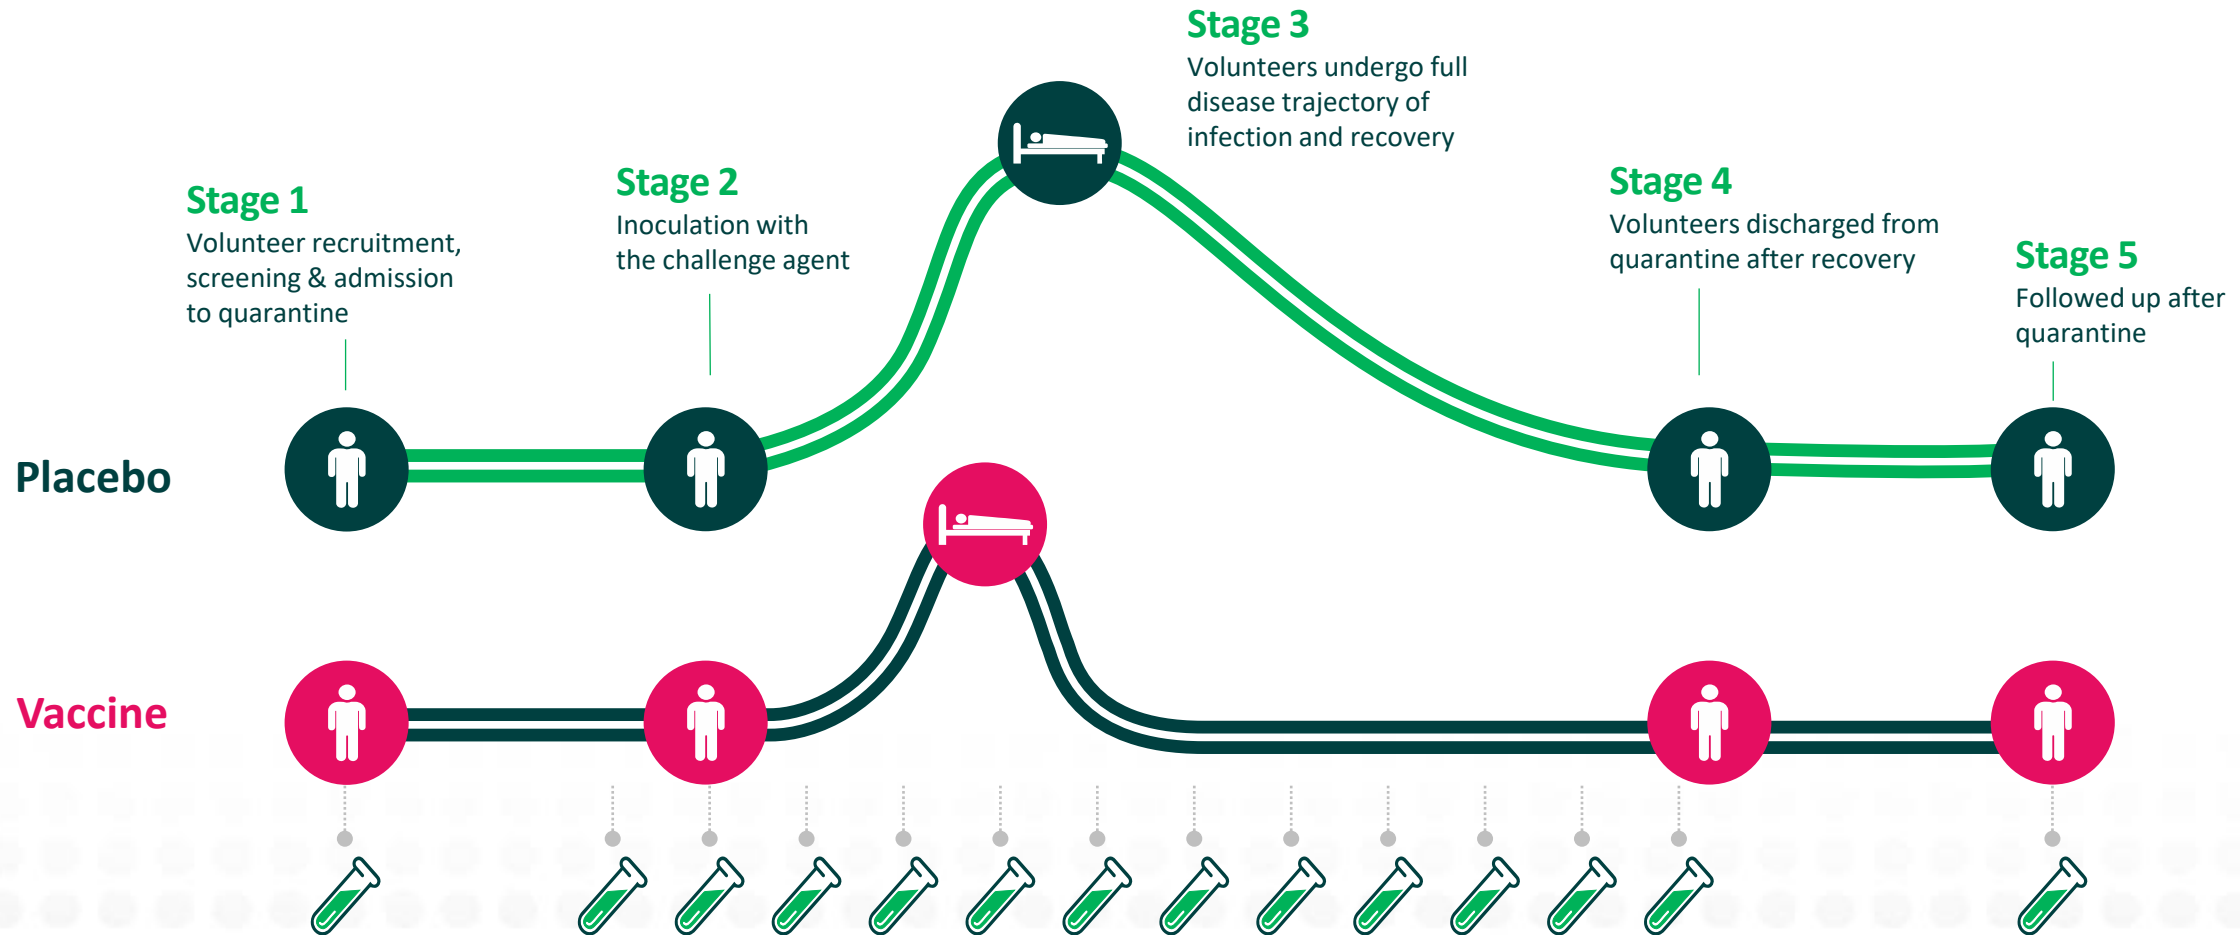 Stage 3
Volunteers undergo full
disease trajectory of
infection and recovery
Stage 1
Volunteer recruitment,
screening & admission
to quarantine
Stage 2
Inoculation with
the challenge agent
Stage 4
Volunteers discharged from
quarantine after recovery
Stage 5
Followed up after
quarantine
Placebo
Vaccine